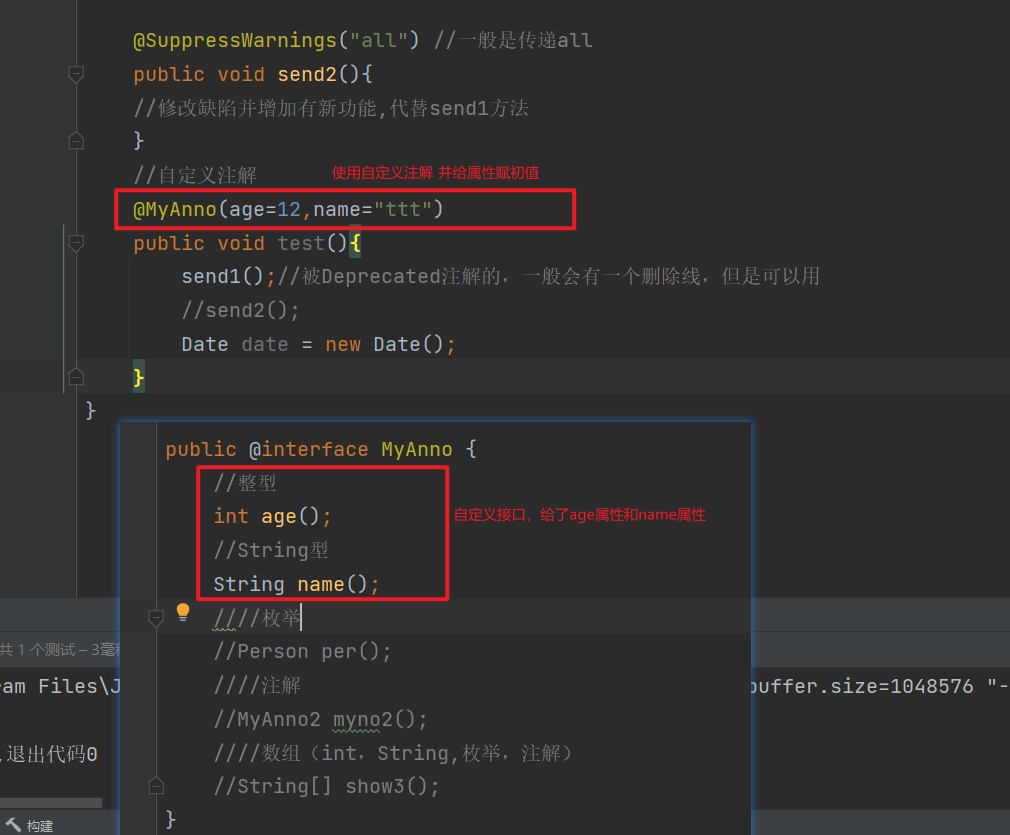 @SuppressWarnings("all") //一般是传递all
public void send2(){
//修改缺陷并增加有新功能,代替send1方法
}
//自定义注解
使用自定义注解 并给属性赋初值
@MyAnno(age=12,name="ttt")
public void test(){
send1();//被Deprecated注解的，一般会有一个删除线，但是可以用
//send2();
Date date = new Date();
}
}
public @interface MyAnno {
//整型
int age();
自定义接口，给了age属性和name属性
//String型
String name();
////枚举
//Person per();
////注解
//MyAnno2 myno2();
////数组（int，String,枚举，注解）
//String[] show3();
}
共 1 个测试 – 3毫
am Files\J
buffer.size=1048576 "-
,退出代码0
构建